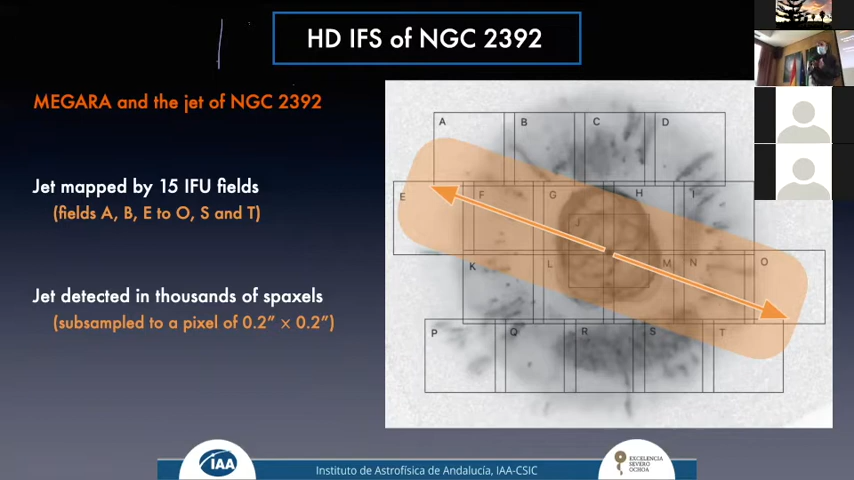 HD IFS of NGC 2392
MEGARA and the jet of NGC 2392
Jet mapped by 15 IFU fields
(fields A, B, E to O, S and T)
Jet detected in thousands of spaxels
(subsampled to a pixel of 0.2” × 0.2”)
A B C D
E F G H I
J
K L M N O
P Q R S T
IAA
Instituto de Astrofísica de Andalucía, IAA-CSIC
EXCELENCIA
SEVERO
OCHOA